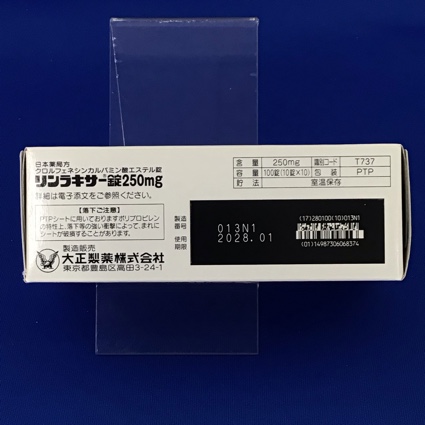 日本薬局方
クロルフェネシンカルバミン酸エステル錠
リンラキサー®錠250mg
詳細は電子添文をご参照ください。
【落下ご注意】
PTPシートに用いておりますポリプロピレン
の特性上、落下等の強い衝撃によって、まれに
シートが破損することがあります。
製造販売
大正製薬株式会社
東京都豊島区高田3-24-1
含量 250mg 識別コード T737
容量 100錠(10錠×10) 包装 PTP
貯法 室温保存
製造番号 013N1
使用期限 2028.01
(17)280100(10)013N1
(01)14987306068374